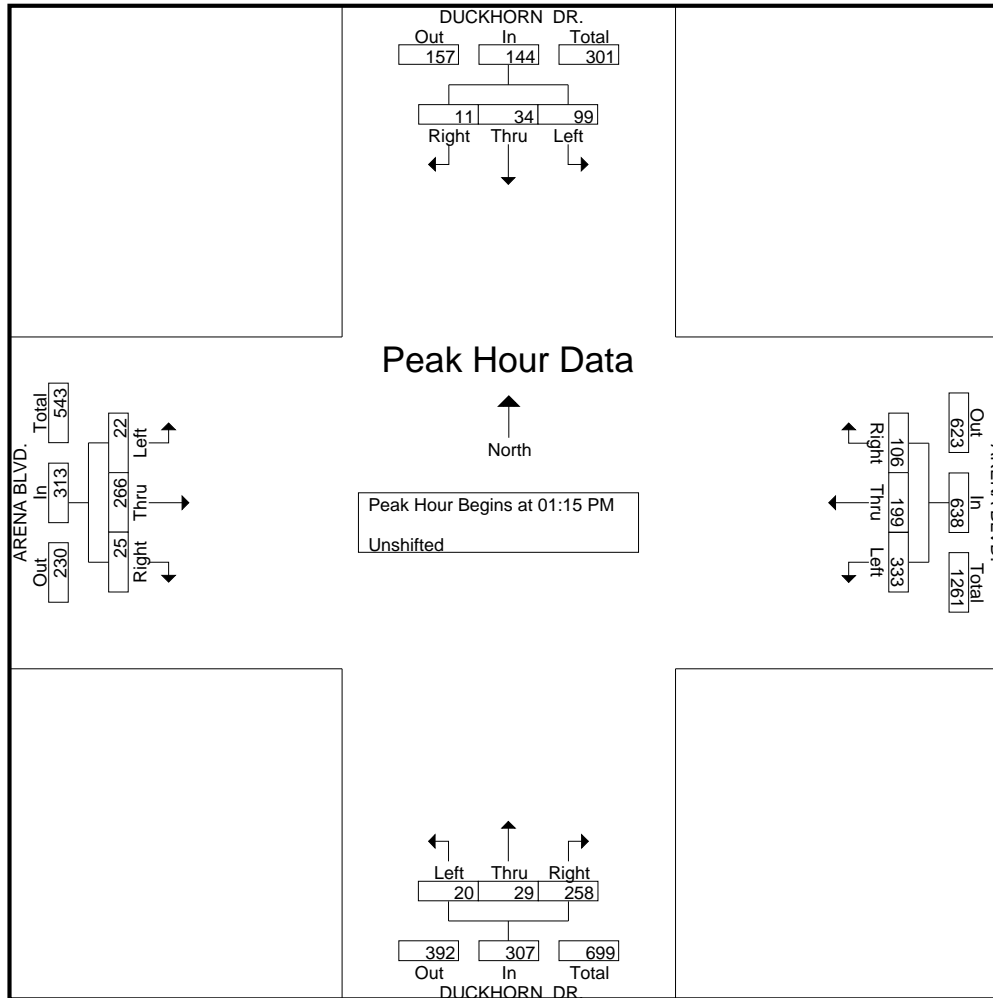 DUCKHORN DR.
Out In Total
157 144 301
11 34 99
Right Thru Left
Peak Hour Data
North
Peak Hour Begins at 01:15 PM
Unshifted
ARENA BLVD.
Out In Total
230 313 543
25 266 22
Right Thru Left
Out In Total
623 638 1261
106 199 333
Right Thru Left
Left Thru Right
20 29 258
392 307 699
Out In Total
DUCKHORN DR.